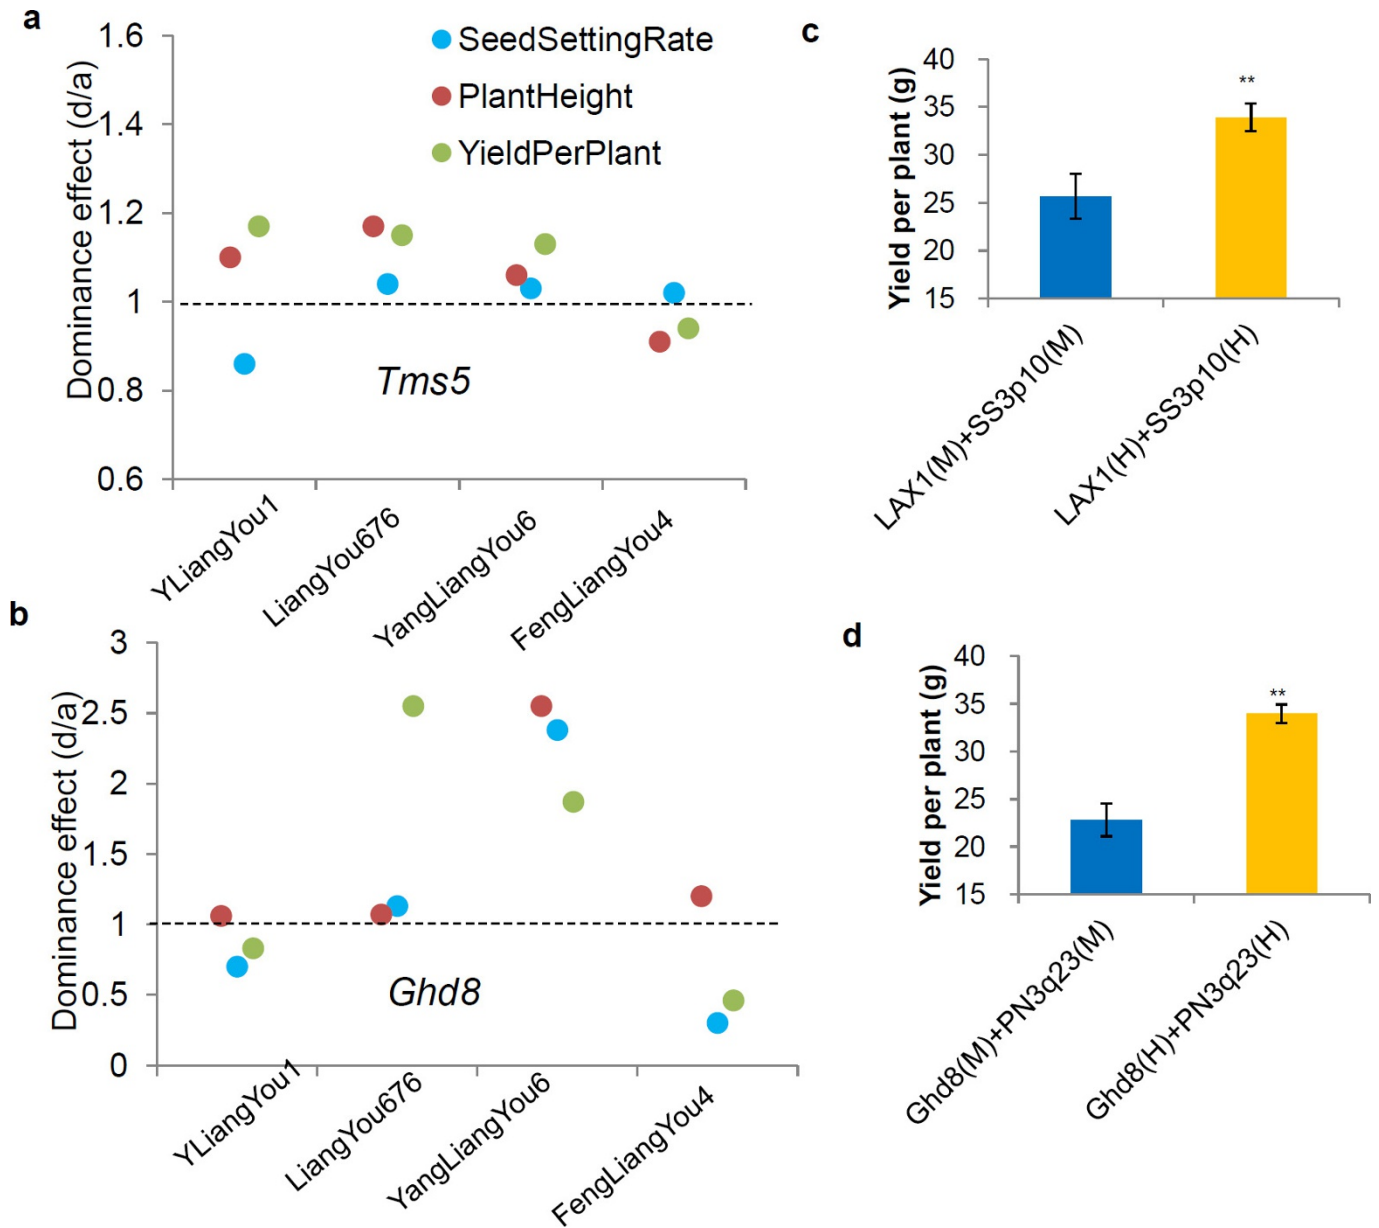 a
Dominance effect (d/a)
1.6
1.4
1.2
1
0.8
0.6
SeedSettingRate
PlantHeight
YieldPerPlant
Tms5
YLiangYou1
LiangYou676
YangLiangYou6
FengLiangYou4
b
Dominance effect (d/a)
3
2.5
2
1.5
1
0.5
0
Ghd8
YLiangYou1
LiangYou676
YangLiangYou6
FengLiangYou4
c
Yield per plant (g)
40
35
30
25
20
15
**
LAX1(M)+SS3p10(M)
LAX1(H)+SS3p10(H)
d
Yield per plant (g)
40
35
30
25
20
15
**
Ghd8(M)+PN3q23(M)
Ghd8(H)+PN3q23(H)